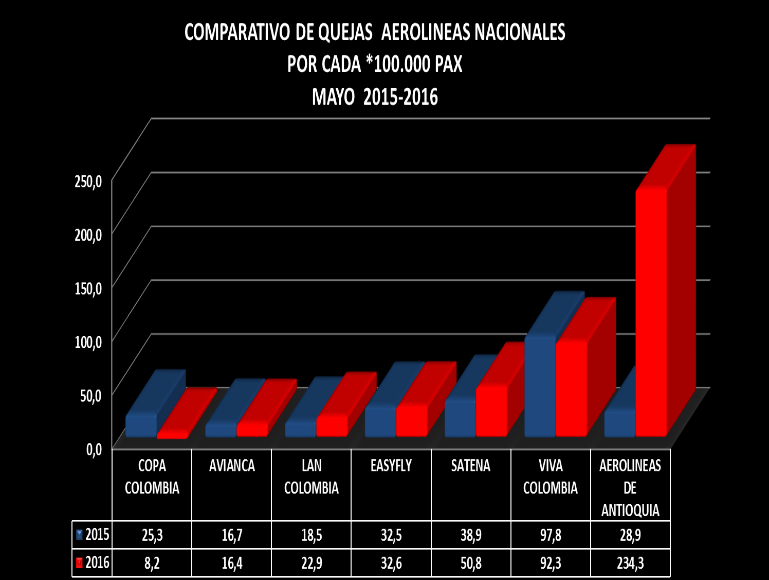 COMPARATIVO DE QUEJAS AEROLINEAS NACIONALES
POR CADA *100.000 PAX
MAYO 2015-2016
250,0
200,0
150,0
100,0
50,0
0,0
COPA COLOMBIA
AVIANCA
LAN COLOMBIA
EASYFLY
SATENA
VIVA COLOMBIA
AEROLINEAS DE ANTIOQUIA
2015 25,3 16,7 18,5 32,5 38,9 97,8 28,9
2016 8,2 16,4 22,9 32,6 50,8 92,3 234,3